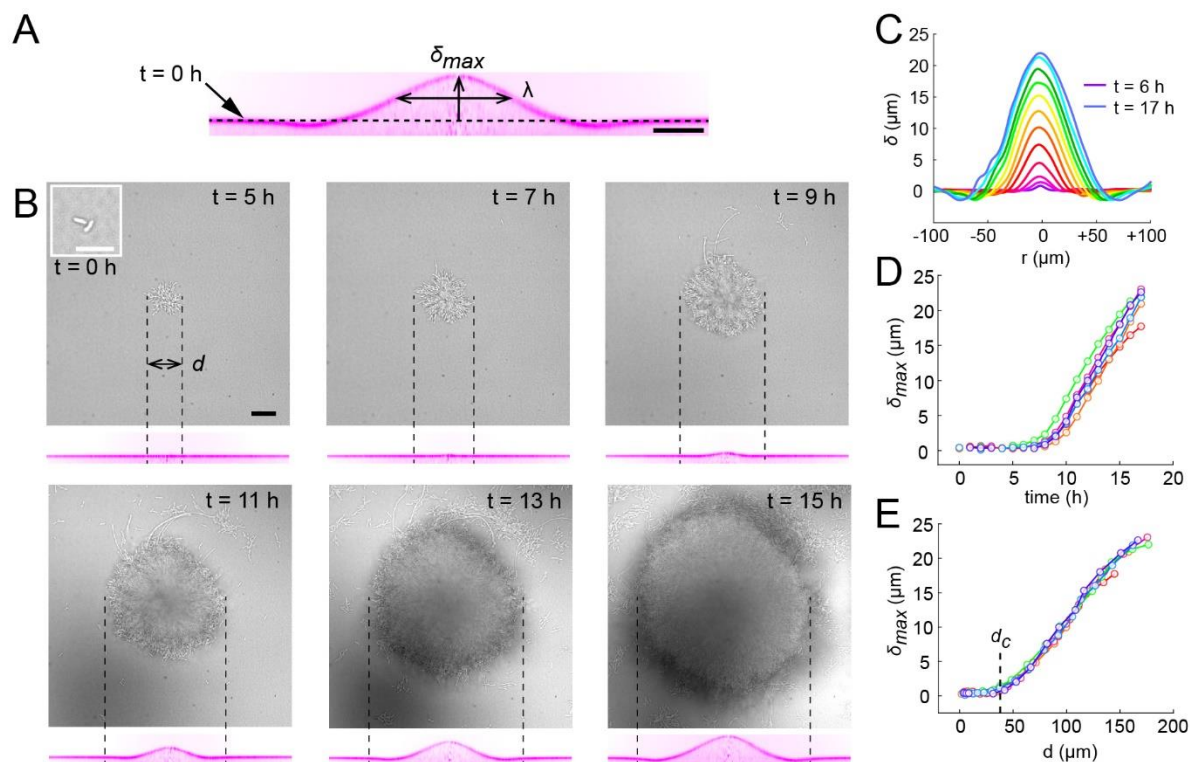 A
t = 0 h
δmax
λ
B
t = 0 h
t = 5 h
d
t = 7 h
t = 9 h
t = 11 h
t = 13 h
t = 15 h
C
25
20
15
10
5
0
δ (μm)
t = 6 h
t = 17 h
-100 -50 0 +50 +100
r (μm)
D
25
20
15
10
5
0
δmax (μm)
0 5 10 15 20
time (h)
E
25
20
15
10
5
0
δmax (μm)
dC
0 50 100 150 200
d (μm)